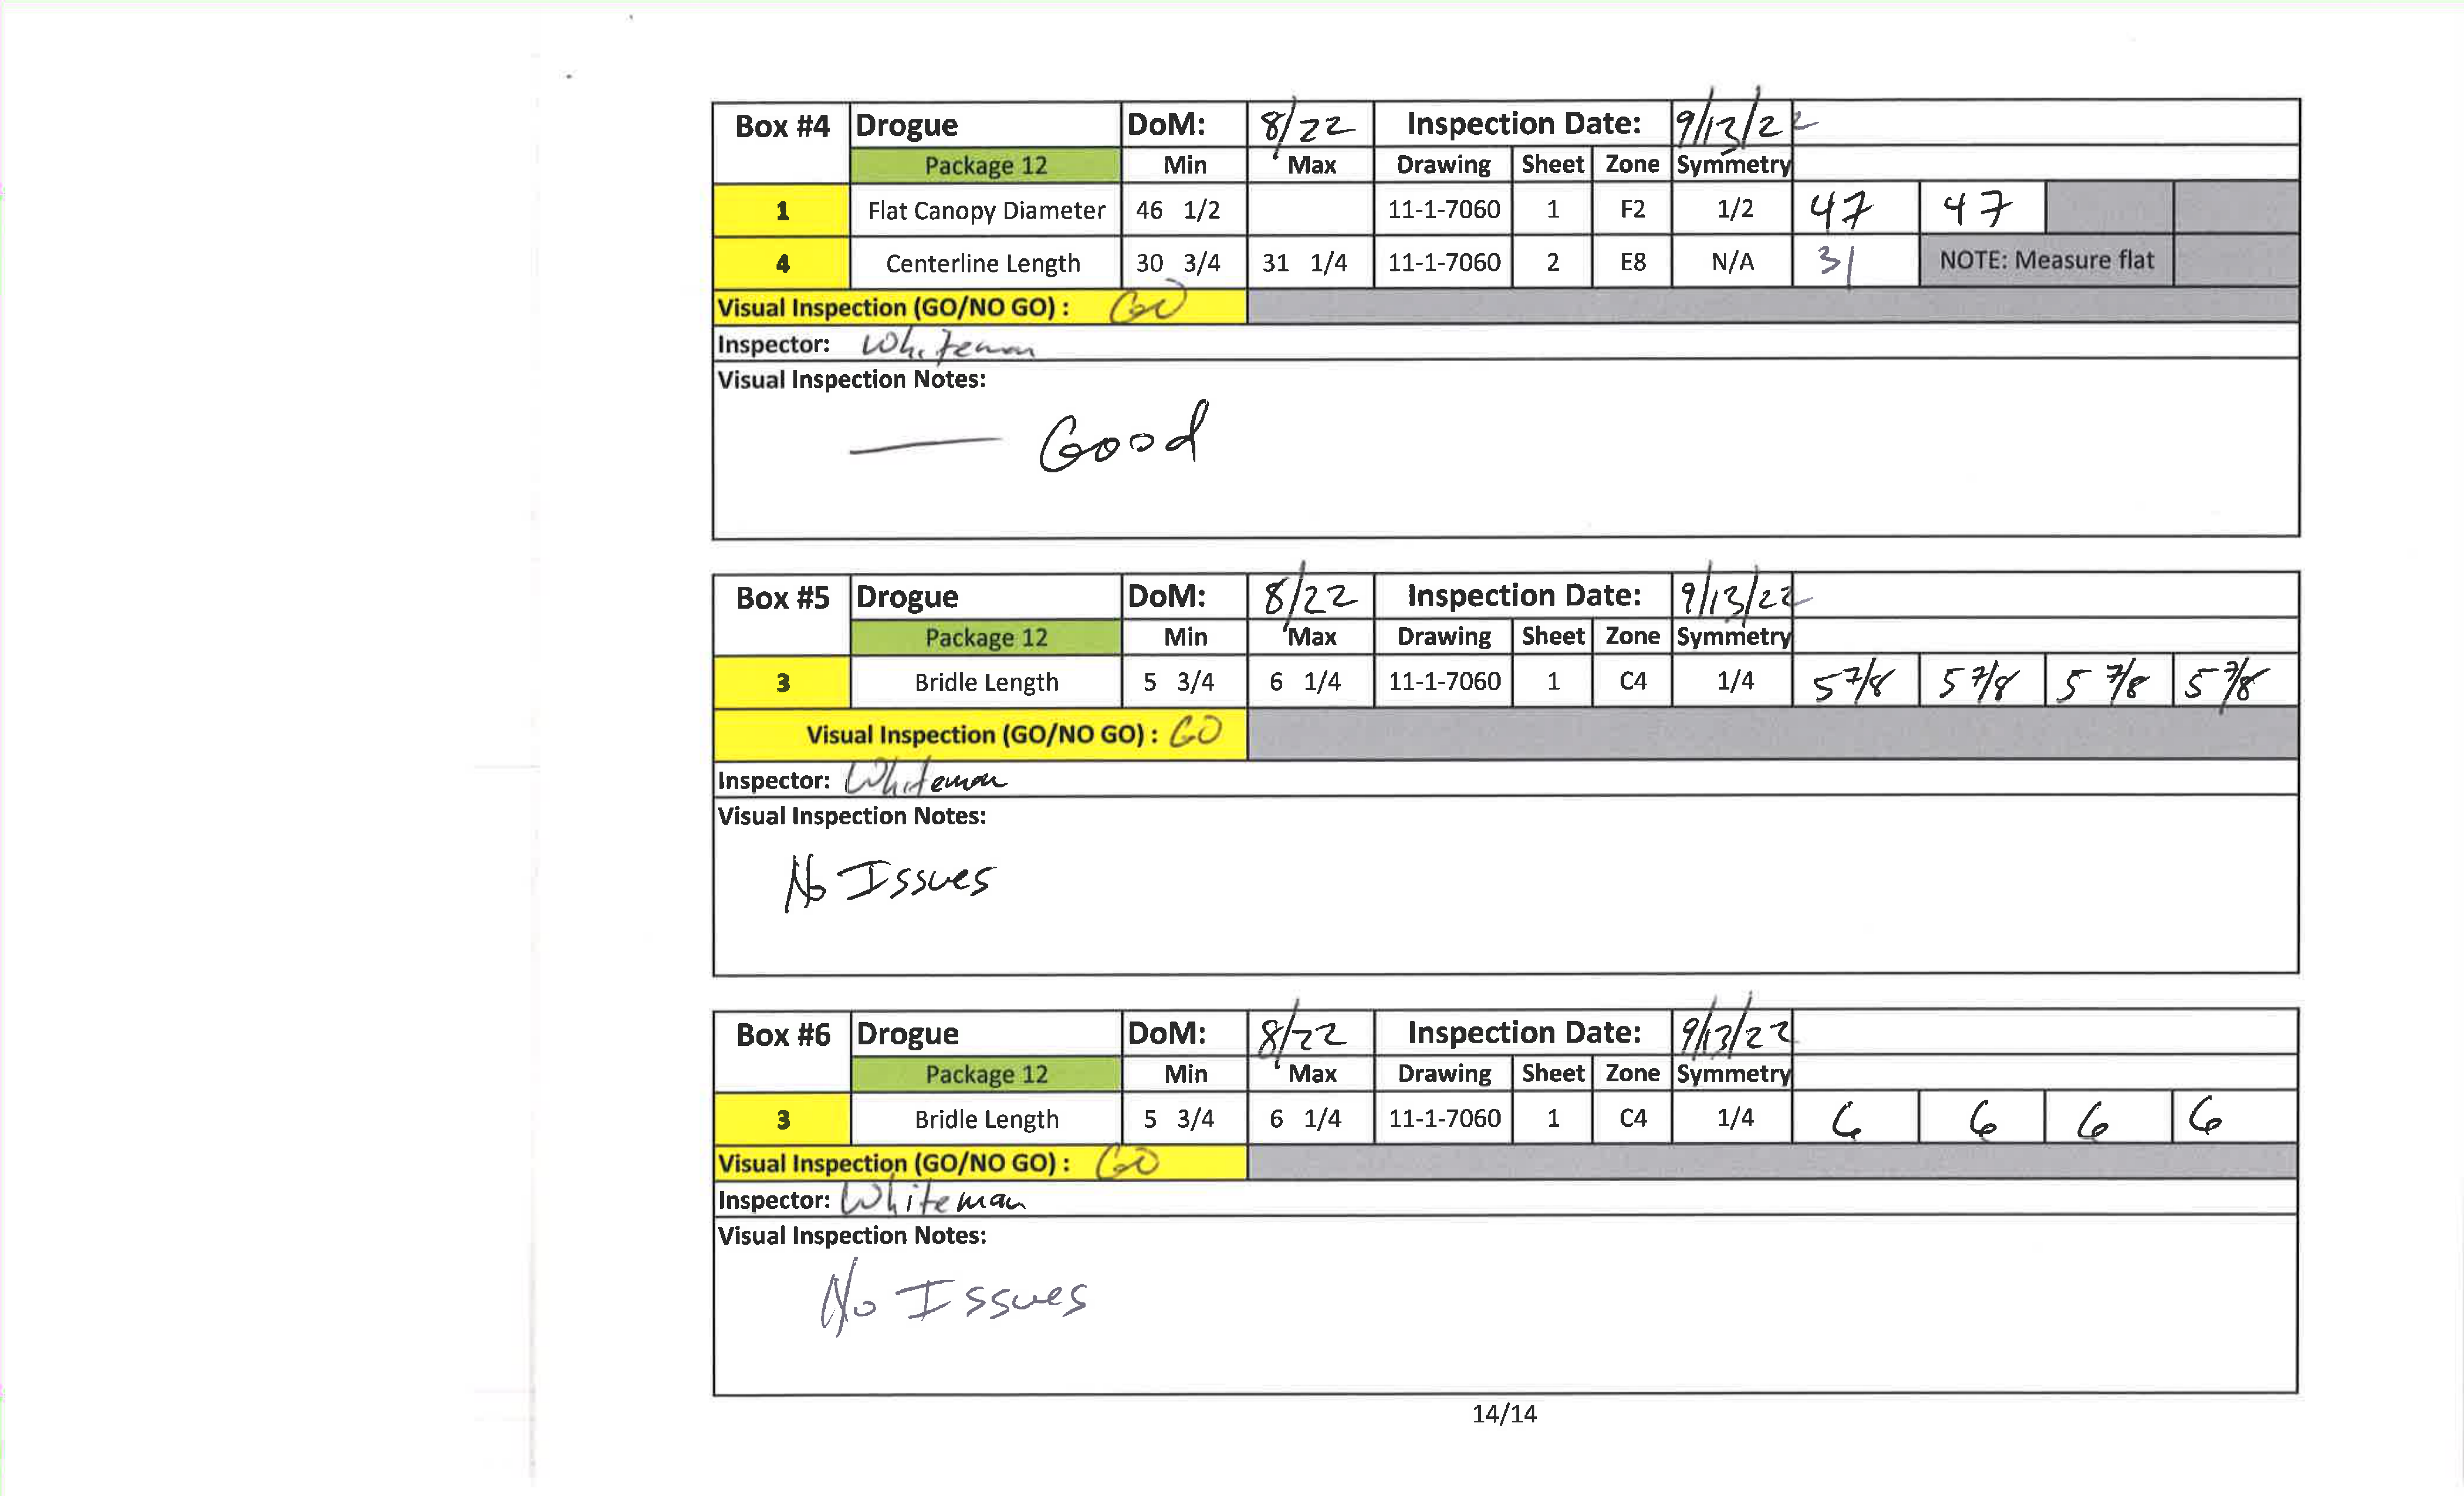 Box #4 Drogue DoM: 8/22 Inspection Date: 9/13/22
Package 12 Min Max Drawing Sheet Zone Symmetry
1 Flat Canopy Diameter 46 1/2 11-1-7060 1 F2 1/2 47 47
4 Centerline Length 30 3/4 31 1/4 11-1-7060 2 E8 N/A 31 NOTE: Measure flat
Visual Inspection (GO/NO GO) : GO
Inspector: Whiteman
Visual Inspection Notes:
— Good
Box #5 Drogue DoM: 8/22 Inspection Date: 9/13/22
Package 12 Min Max Drawing Sheet Zone Symmetry
3 Bridle Length 5 3/4 6 1/4 11-1-7060 1 C4 1/4 5 7/8 5 7/8 5 7/8 5 7/8
Visual Inspection (GO/NO GO) : GO
Inspector: Whiteman
Visual Inspection Notes:
No Issues
Box #6 Drogue DoM: 8/22 Inspection Date: 9/13/22
Package 12 Min Max Drawing Sheet Zone Symmetry
3 Bridle Length 5 3/4 6 1/4 11-1-7060 1 C4 1/4 6 6 6 6
Visual Inspection (GO/NO GO) : GO
Inspector: Whiteman
Visual Inspection Notes:
No Issues
14/14